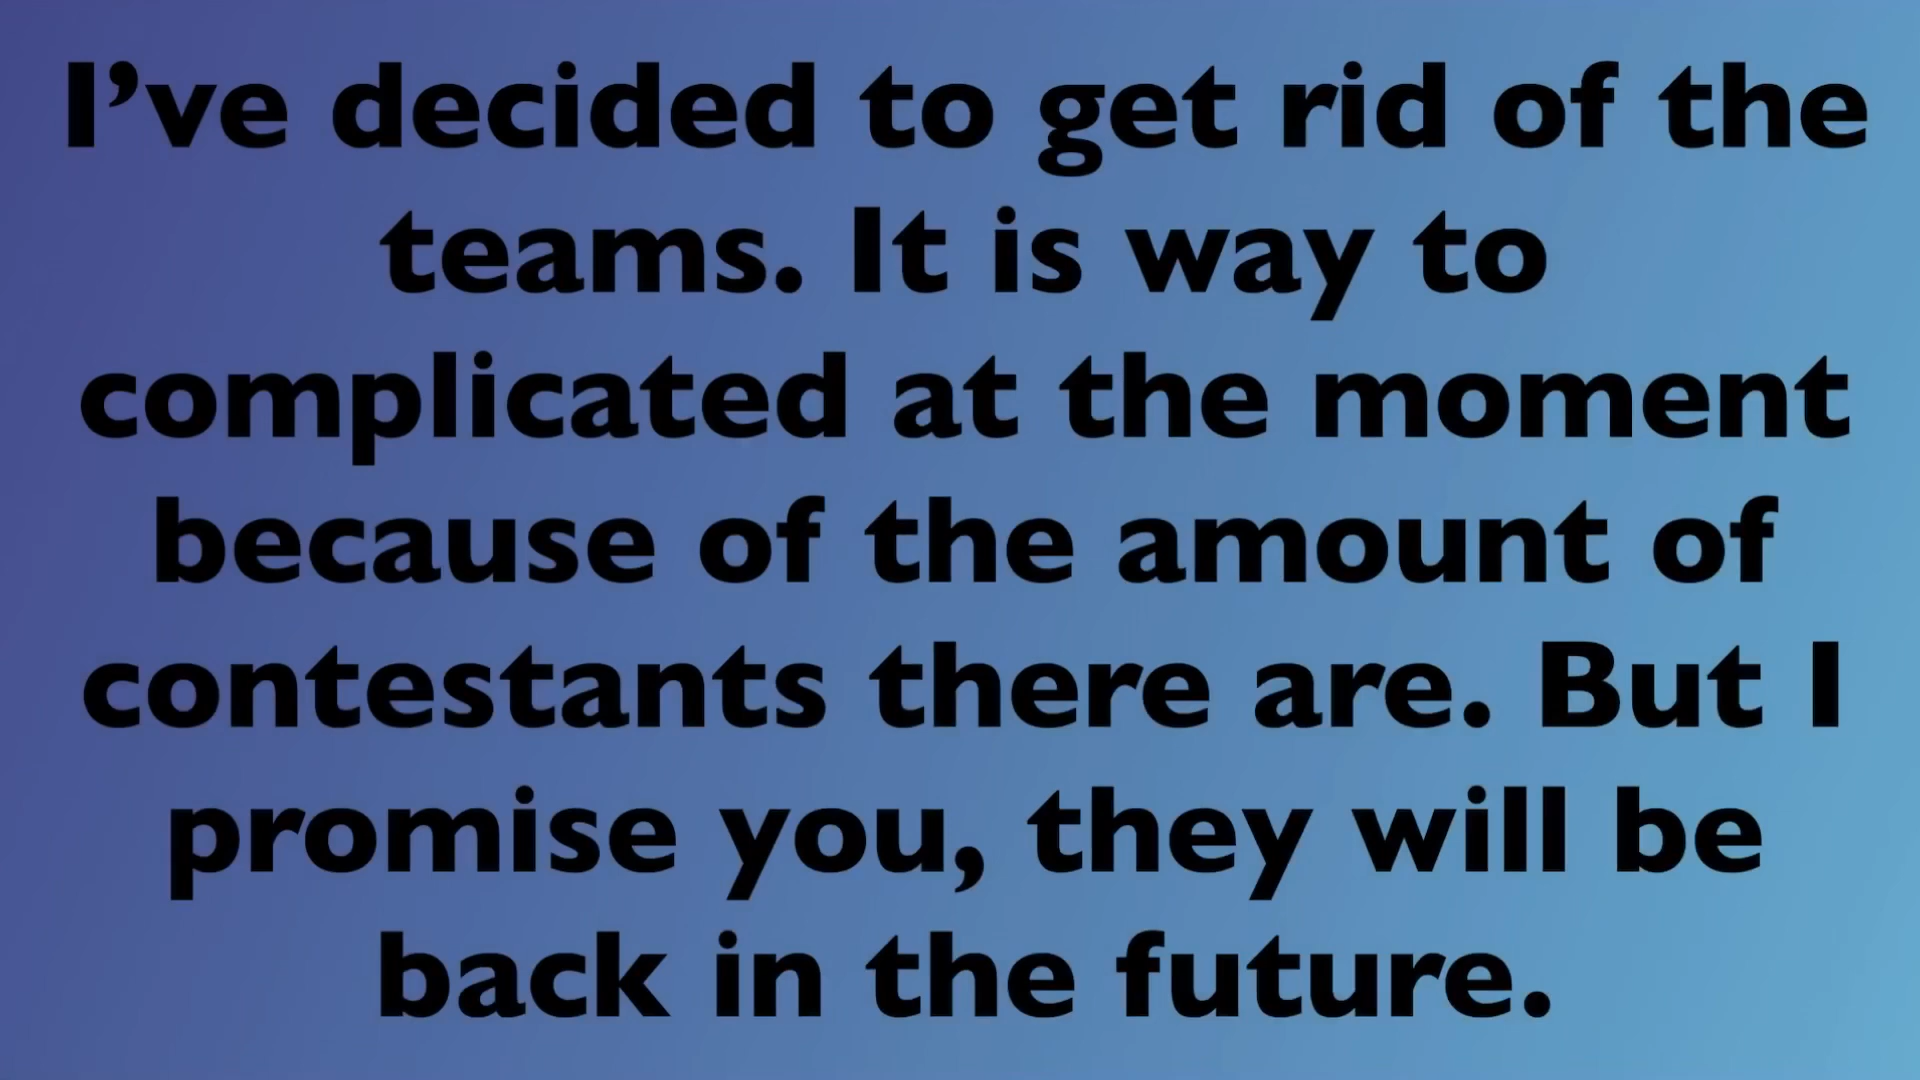 I’ve decided to get rid of the
teams. It is way to
complicated at the moment
because of the amount of
contestants there are. But I
promise you, they will be
back in the future.